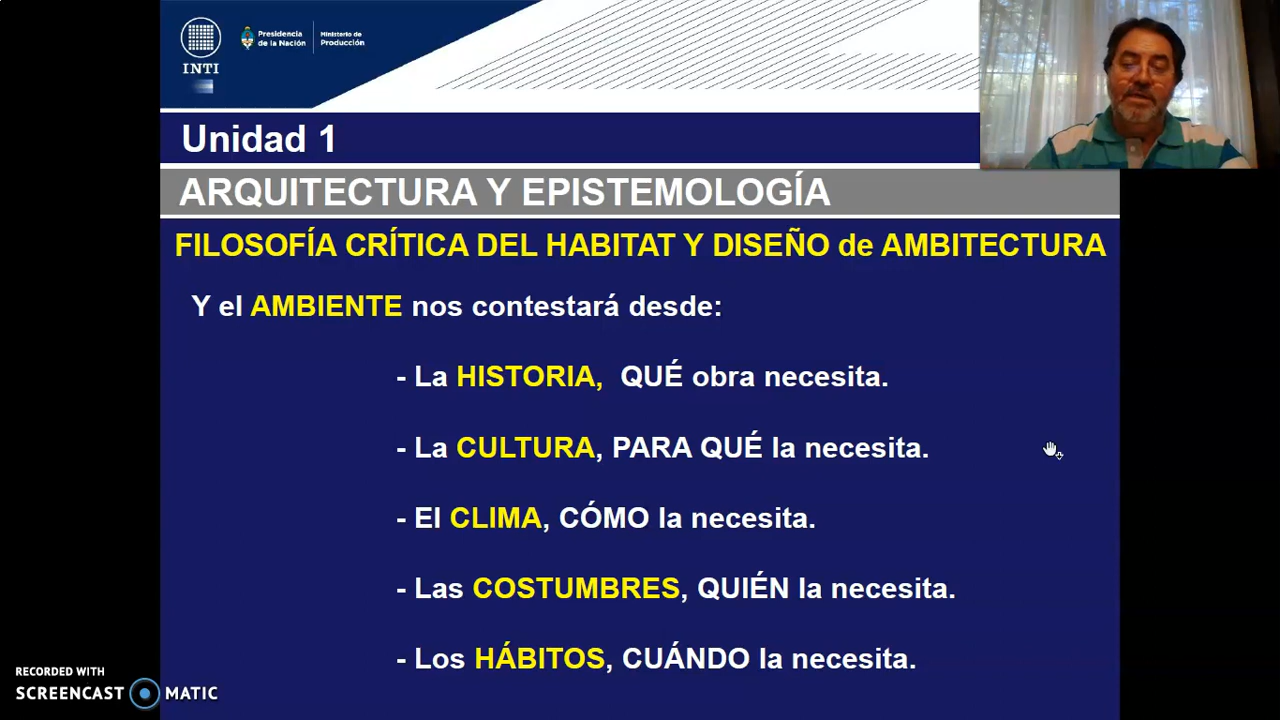 INTI
Presidencia de la Nación
Ministerio de Producción
Unidad 1
ARQUITECTURA Y EPISTEMOLOGÍA
FILOSOFÍA CRÍTICA DEL HABITAT Y DISEÑO de AMBITECTURA
Y el AMBIENTE nos contestará desde:
- La HISTORIA, QUÉ obra necesita.
- La CULTURA, PARA QUÉ la necesita.
- El CLIMA, CÓMO la necesita.
- Las COSTUMBRES, QUIÉN la necesita.
- Los HÁBITOS, CUÁNDO la necesita.
RECORDED WITH
SCREENCAST MATIC